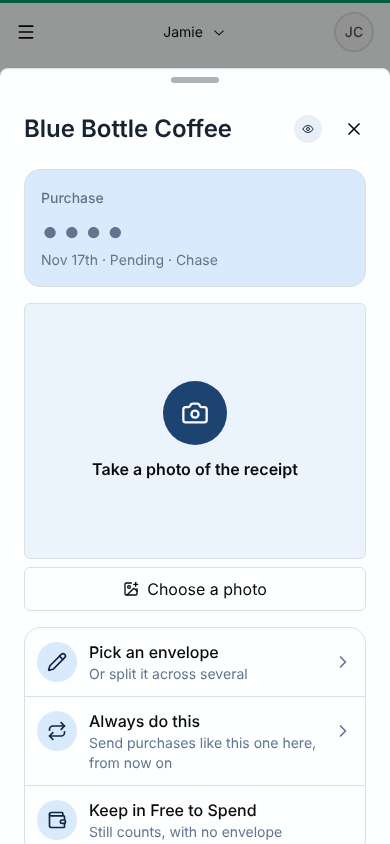 Jamie
JC
Blue Bottle Coffee
Purchase
••••
Nov 17th · Pending · Chase
Take a photo of the receipt
Choose a photo
Pick an envelope
Or split it across several
Always do this
Send purchases like this one here,
from now on
Keep in Free to Spend
Still counts, with no envelope